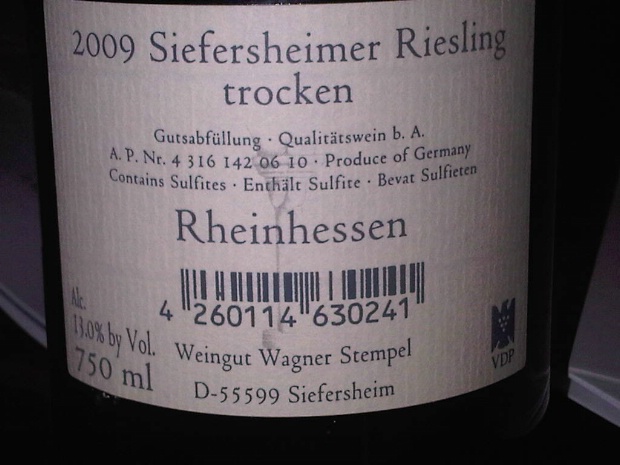 2009 Siefersheimer Riesling
trocken
Gutsabfüllung · Qualitätswein b. A.
A. P. Nr. 4 316 142 06 10 · Produce of Germany
Contains Sulfites · Enthält Sulfite · Bevat Sulfieten
Rheinhessen
4 260114 630241
Alc.
13.0% by Vol.
750 ml
Weingut Wagner Stempel
D-55599 Siefersheim
VDP